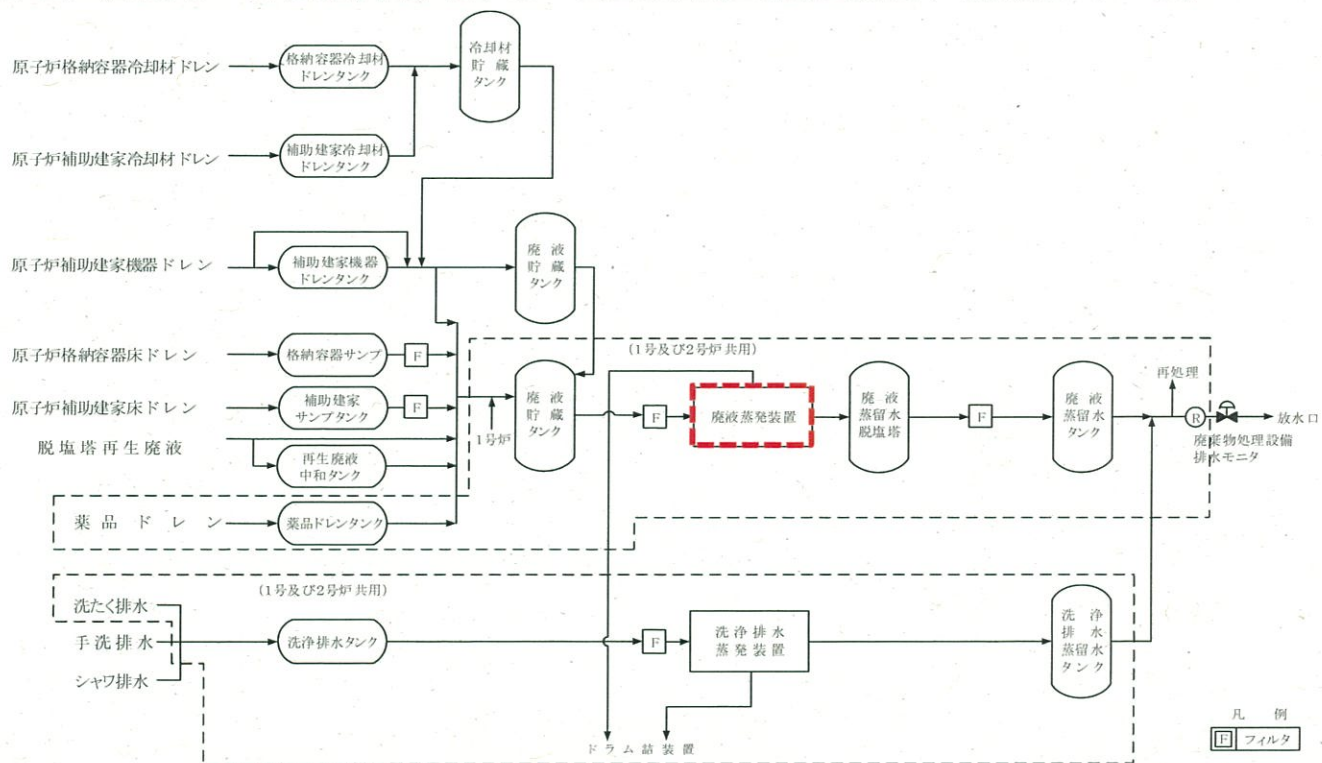 原子炉格納容器冷却材ドレン
格納容器冷却材
ドレンタンク
冷却材
貯蔵
タンク
原子炉補助建家冷却材ドレン
補助建家冷却材
ドレンタンク
原子炉補助建家機器ドレン
補助建家機器
ドレンタンク
廃液
貯蔵
タンク
原子炉格納容器床ドレン
格納容器サンプ
F
原子炉補助建家床ドレン
補助建家
サンプタンク
F
脱塩塔再生廃液
再生廃液
中和タンク
薬品ドレン
薬品ドレンタンク
1号炉
廃液
貯蔵
タンク
(1号及び2号炉共用)
F
廃液蒸発装置
廃液
蒸留水
脱塩塔
F
廃液
蒸留水
タンク
再処理
R
放水口
廃棄物処理設備
排水モニタ
(1号及び2号炉共用)
洗たく排水
手洗排水
シャワ排水
洗浄排水タンク
F
洗浄排水
蒸発装置
洗浄
排水
蒸留水
タンク
ドラム詰装置
凡例
F フィルタ